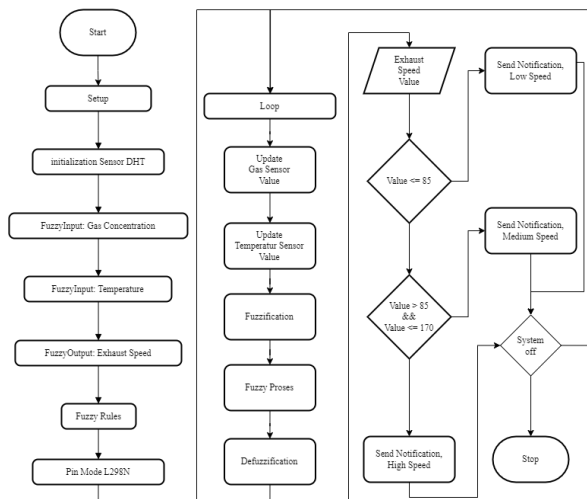 Start
Setup
initialization Sensor DHT
FuzzyInput: Gas Concentration
FuzzyInput: Temperature
FuzzyOutput: Exhaust Speed
Fuzzy Rules
Pin Mode L298N
Loop
Update
Gas Sensor
Value
Update
Temperatur Sensor
Value
Fuzzification
Fuzzy Proses
Defuzzification
Exhaust
Speed
Value
Value <= 85
Value > 85
&&
Value <= 170
Send Notification,
High Speed
Send Notification,
Low Speed
Send Notification,
Medium Speed
System
off
Stop